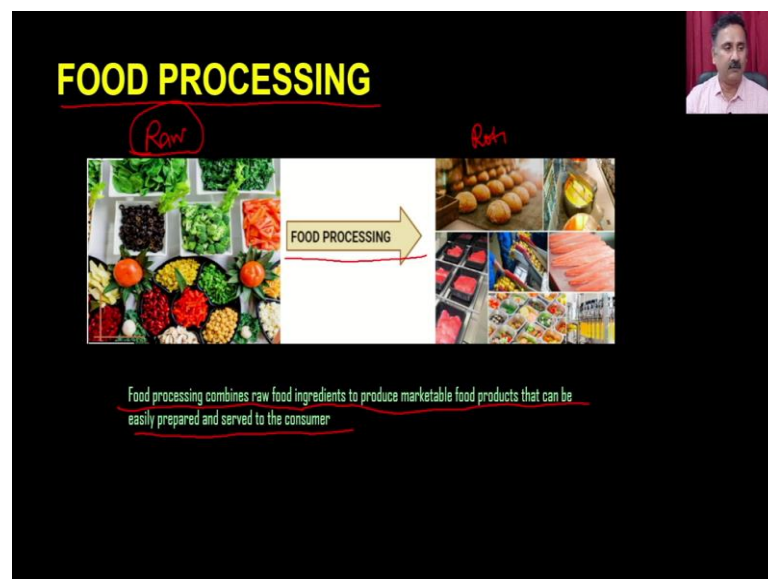 FOOD PROCESSING
Raw Roti
FOOD PROCESSING
Food processing combines raw food ingredients to produce marketable food products that can be
easily prepared and served to the consumer